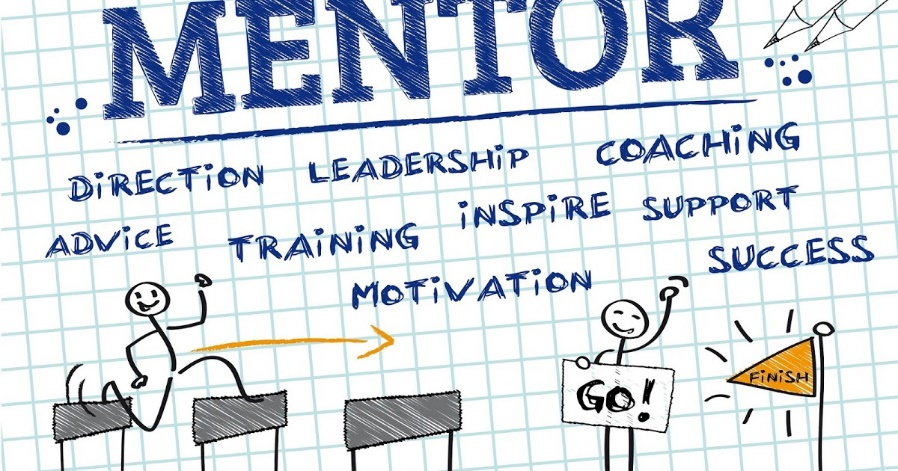 MENTOR
DiRECTiON LEADERSHiP COACHiNG
ADViCE TRAiNiNG iNSPiRE SUPPORT
MOTiVATiON SUCCESS
GO!
FiNiSH